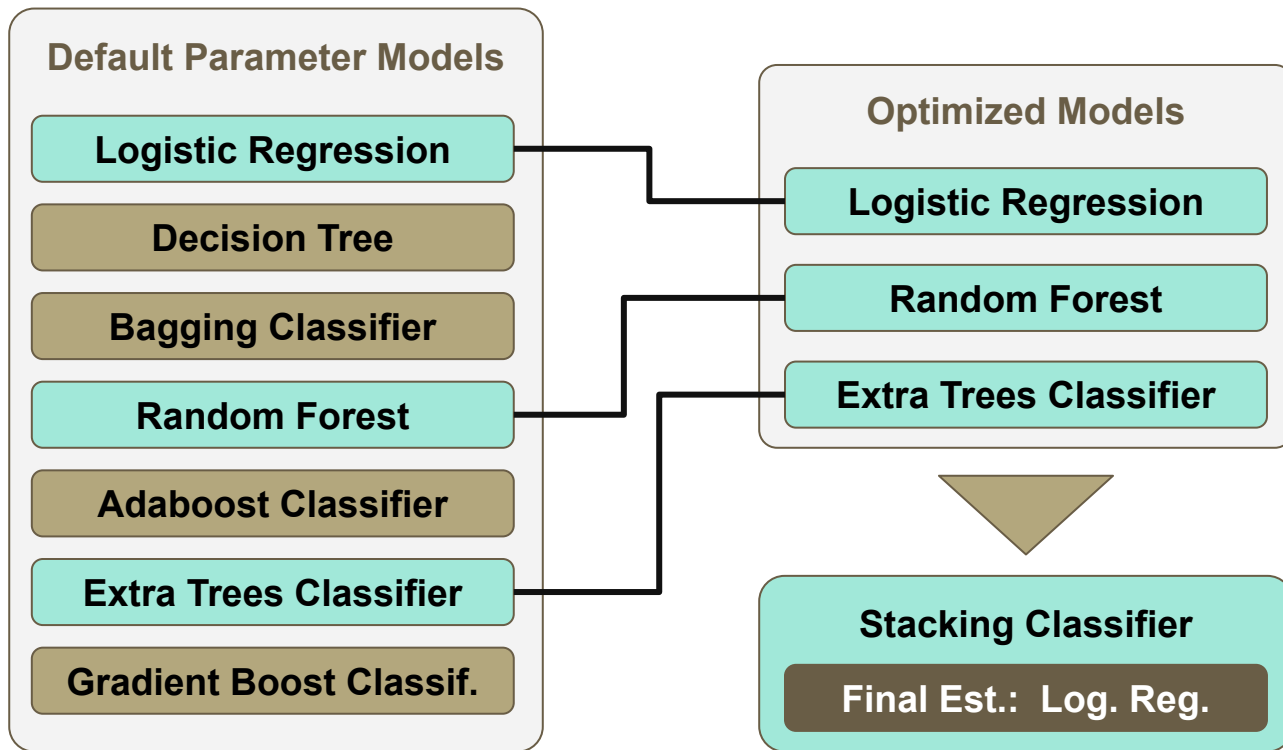 Default Parameter Models
Logistic Regression
Decision Tree
Bagging Classifier
Random Forest
Adaboost Classifier
Extra Trees Classifier
Gradient Boost Classif.
Optimized Models
Logistic Regression
Random Forest
Extra Trees Classifier
Stacking Classifier
Final Est.: Log. Reg.